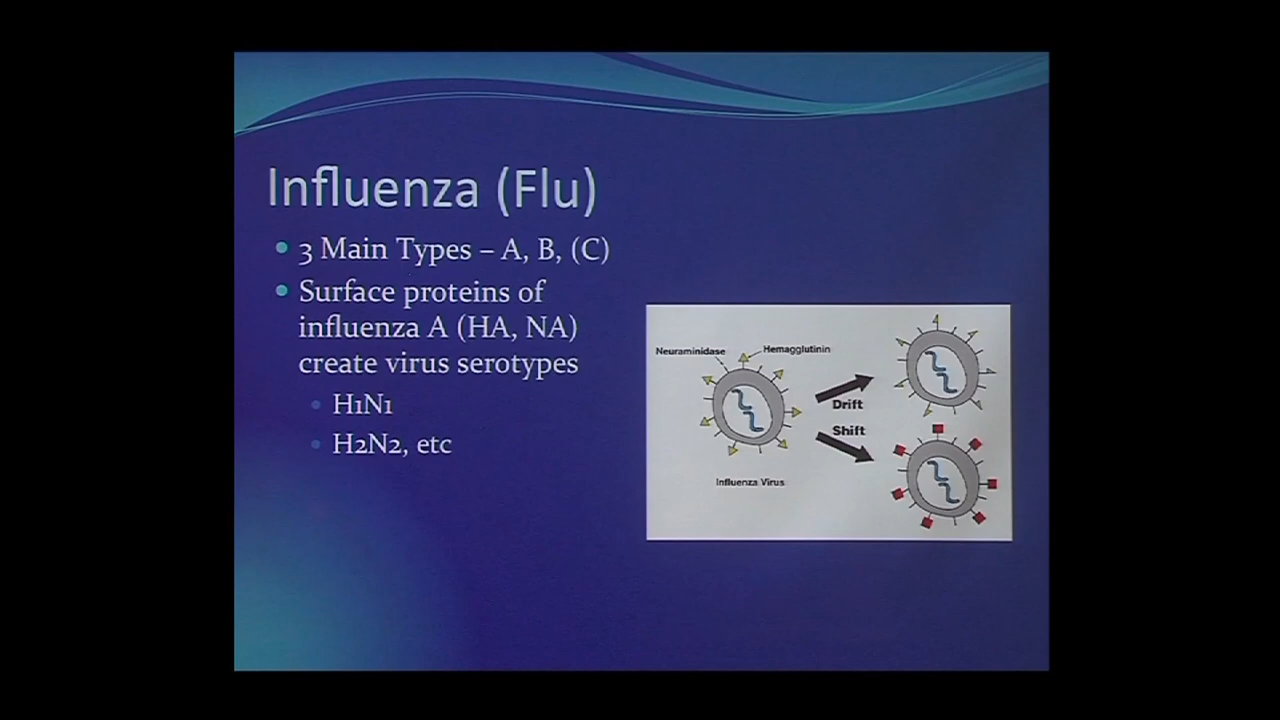 Influenza (Flu)
3 Main Types – A, B, (C)
Surface proteins of
influenza A (HA, NA)
create virus serotypes
H1N1
H2N2, etc
Neuraminidase
Hemagglutinin
Drift
Shift
Influenza Virus